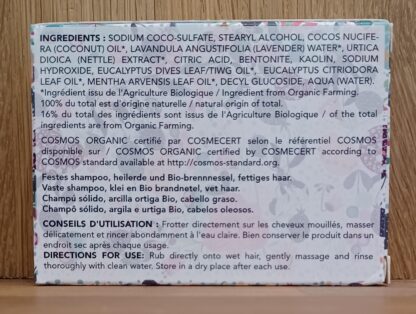 INGREDIENTS : SODIUM COCO-SULFATE, STEARYL ALCOHOL, COCOS NUCIFE-
RA (COCONUT) OIL*, LAVANDULA ANGUSTIFOLIA (LAVENDER) WATER*, URTICA
DIOICA (NETTLE) EXTRACT*, CITRIC ACID, BENTONITE, KAOLIN, SODIUM
HYDROXIDE, EUCALYPTUS DIVES LEAF/TIWG OIL*, EUCALYPTUS CITRIODORA
LEAF OIL*, MENTHA ARVENSIS LEAF OIL*, DECYL GLUCOSIDE, AQUA (WATER).
*Ingrédient issu de l'Agriculture Biologique / Ingredient from Organic Farming.
100% du total est d'origine naturelle / natural origin of total.
16% du total des ingrédients sont issus de l'Agriculture Biologique / of the total
ingredients are from Organic Farming.
COSMOS ORGANIC certifié par COSMECERT selon le référentiel COSMOS
disponible sur / COSMOS ORGANIC certified by COSMECERT according to
COSMOS standard available at http://cosmos-standard.org.
Festes shampoo, heilerde und Bio-brennnessel, fettiges haar.
Vaste shampoo, klei en Bio brandnetel, vet haar.
Champú sólido, arcilla ortiga Bio, cabello graso.
Champô sólido, argila e urtiga Bio, cabelos oleosos.
CONSEILS D'UTILISATION : Frotter directement sur les cheveux mouillés, masser
délicatement et rincer abondamment à l'eau claire. Bien conserver le produit dans un
endroit sec après chaque usage.
DIRECTIONS FOR USE: Rub directly onto wet hair, gently massage and rinse
thoroughly with clean water. Store in a dry place after each use.